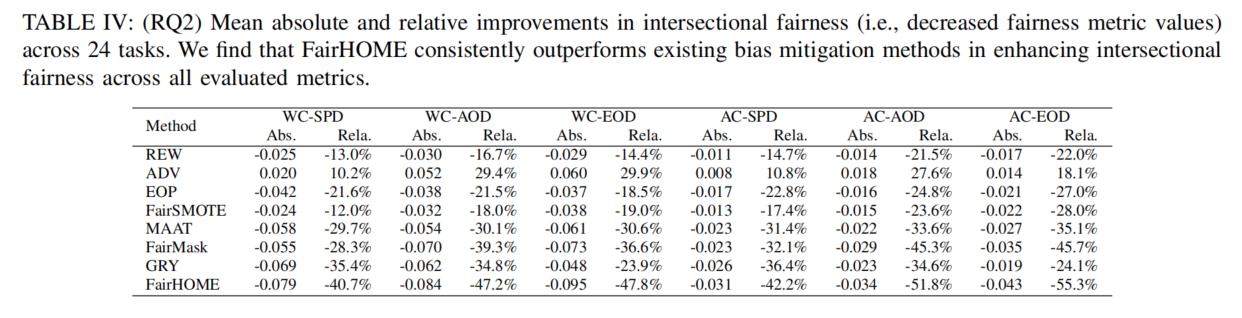 TABLE IV: (RQ2) Mean absolute and relative improvements in intersectional fairness (i.e., decreased fairness metric values)
across 24 tasks. We find that FairHOME consistently outperforms existing bias mitigation methods in enhancing intersectional
fairness across all evaluated metrics.
Method WC-SPD WC-AOD WC-EOD AC-SPD AC-AOD AC-EOD
Abs. Rela. Abs. Rela. Abs. Rela. Abs. Rela. Abs. Rela. Abs. Rela.
REW -0.025 -13.0% -0.030 -16.7% -0.029 -14.4% -0.011 -14.7% -0.014 -21.5% -0.017 -22.0%
ADV 0.020 10.2% 0.052 29.4% 0.060 29.9% 0.008 10.8% 0.018 27.6% 0.014 18.1%
EOP -0.042 -21.6% -0.038 -21.5% -0.037 -18.5% -0.017 -22.8% -0.016 -24.8% -0.021 -27.0%
FairSMOTE -0.024 -12.0% -0.032 -18.0% -0.038 -19.0% -0.013 -17.4% -0.015 -23.6% -0.022 -28.0%
MAAT -0.058 -29.7% -0.054 -30.1% -0.061 -30.6% -0.023 -31.4% -0.022 -33.6% -0.027 -35.1%
FairMask -0.055 -28.3% -0.070 -39.3% -0.073 -36.6% -0.023 -32.1% -0.029 -45.3% -0.035 -45.7%
GRY -0.069 -35.4% -0.062 -34.8% -0.048 -23.9% -0.026 -36.4% -0.023 -34.6% -0.019 -24.1%
FairHOME -0.079 -40.7% -0.084 -47.2% -0.095 -47.8% -0.031 -42.2% -0.034 -51.8% -0.043 -55.3%